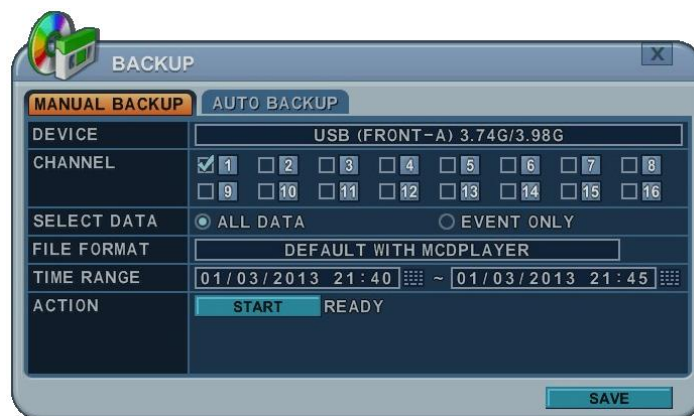 BACKUP X
MANUAL BACKUP AUTO BACKUP
DEVICE USB (FRONT-A) 3.74G/3.98G
CHANNEL 1 2 3 4 5 6 7 8
9 10 11 12 13 14 15 16
SELECT DATA ALL DATA EVENT ONLY
FILE FORMAT DEFAULT WITH MCDPLAYER
TIME RANGE 01/03/2013 21:40 ~ 01/03/2013 21:45
ACTION START READY
SAVE